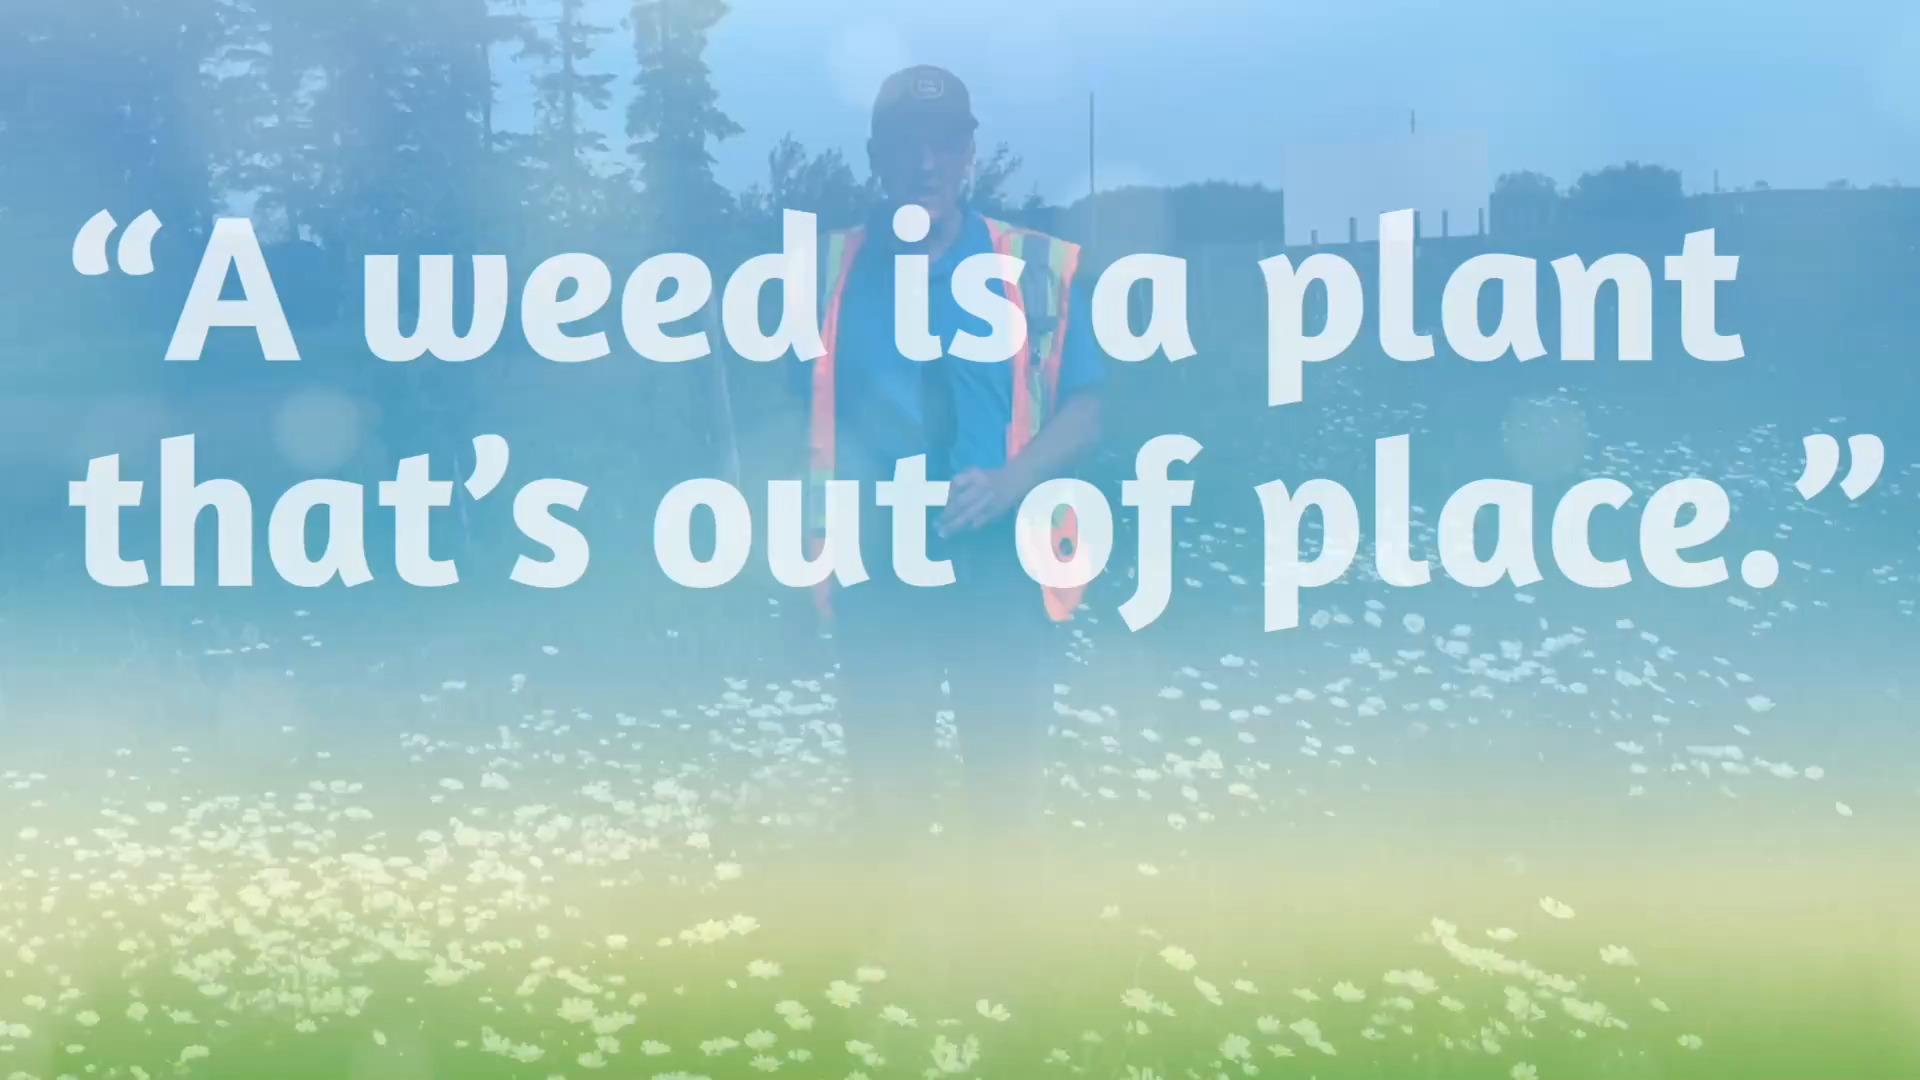 “A weed is a plant
that’s out of place.”